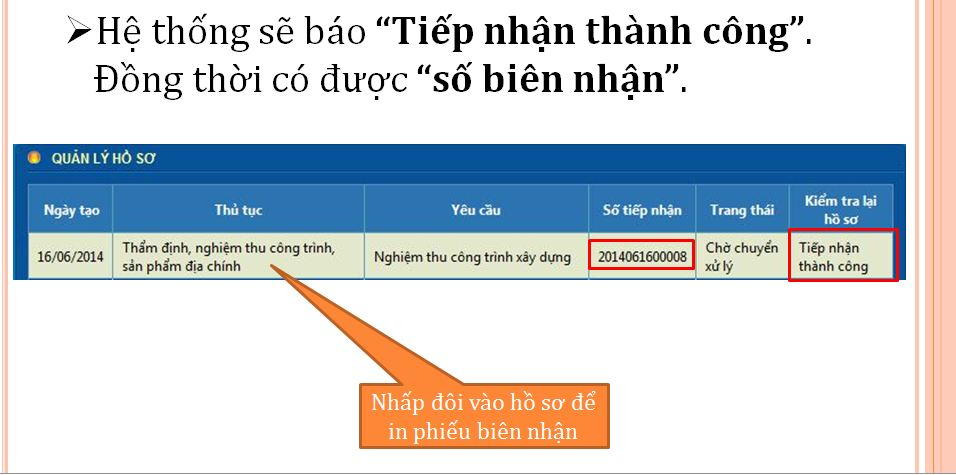 ➢Hệ thống sẽ báo “Tiếp nhận thành công”.
Đồng thời có được “số biên nhận”.
QUẢN LÝ HỒ SƠ
Ngày tạo
Thủ tục
Yêu cầu
Số tiếp nhận
Trang thái
Kiểm tra lại
hồ sơ
16/06/2014
Thẩm định, nghiệm thu công trình,
sản phẩm địa chính
Nghiệm thu công trình xây dựng
2014061600008
Chờ chuyển
xử lý
Tiếp nhận
thành công
Nhấp đôi vào hồ sơ để
in phiếu biên nhận